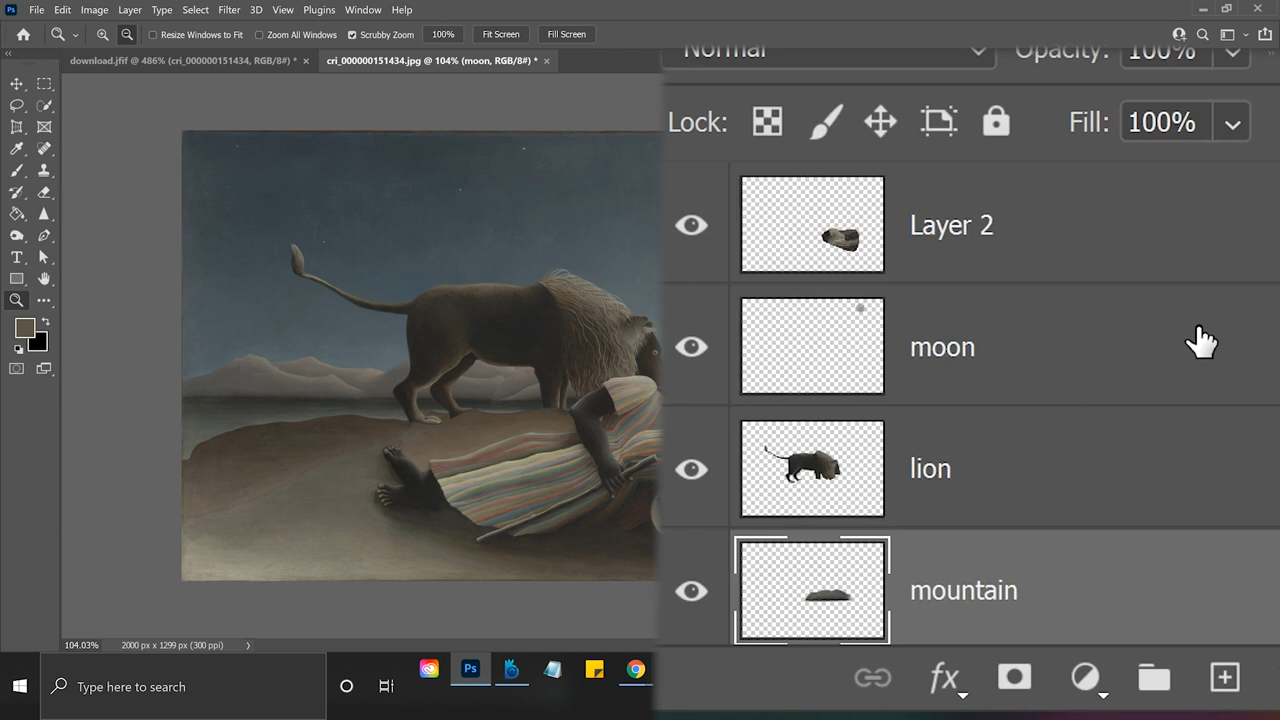 Ps File Edit Image Layer Type Select Filter 3D View Plugins Window Help
Resize Windows to Fit Zoom All Windows Scrubby Zoom 100% Fit Screen Fill Screen
download.jfif @ 486% (cri_000000151434, RGB/8#) * × cri_000000151434.jpg @ 104% (moon, RGB/8#) * ×
Normal Opacity: 100%
Lock: Fill: 100%
Layer 2
moon
lion
mountain
104.03% 2000 px x 1299 px (300 ppi)
fx
Type here to search Ps